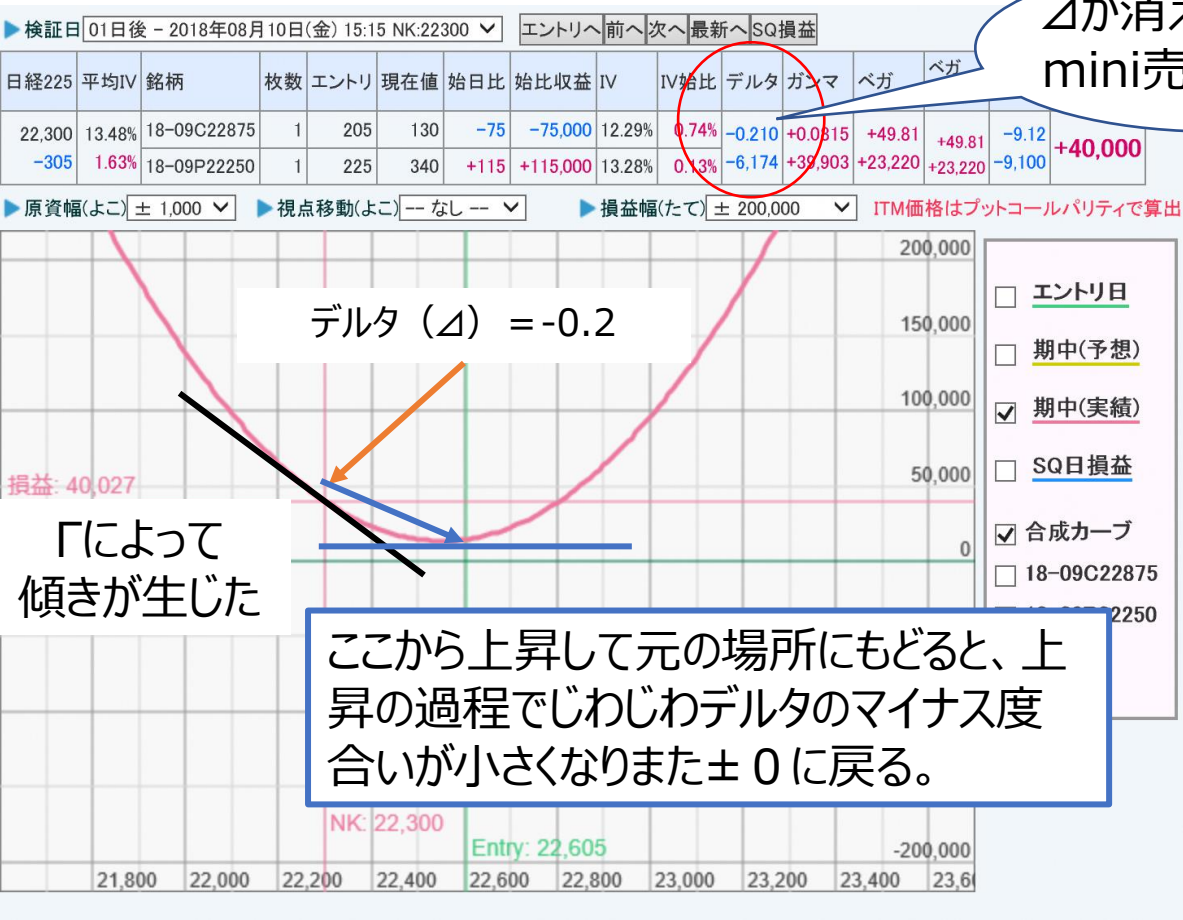 ⊿が消え
mini売
▶検証日 01日後 - 2018年08月10日(金) 15:15 NK:22300 エントリへ 前へ 次へ 最新へ SQ損益
日経225 平均IV 銘柄 枚数 エントリ 現在値 始日比 始比収益 IV IV始比 デルタ ガンマ ベガ ベガ
22,300 13.48% 18-09C22875 1 205 130 -75 -75,000 12.29% 0.74% -0.210 +0.0815 +49.81 +49.81 -9.12 +40,000
-305 1.63% 18-09P22250 1 225 340 +115 +115,000 13.28% 0.13% -6,174 +39,903 +23,220 +23,220 -9,100
▶原資幅(よこ) ± 1,000 ▶視点移動(よこ) -- なし -- ▶損益幅(たて) ± 200,000 ITM価格はプットコールパリティで算出
200,000
150,000
100,000
50,000
0
-200,000
デルタ（⊿）＝-0.2
損益: 40,027
Γによって
傾きが生じた
エントリ日
期中(予想)
期中(実績)
SQ日損益
合成カーブ
18-09C22875
2250
ここから上昇して元の場所にもどると、上
昇の過程でじわじわデルタのマイナス度
合いが小さくなりまた±０に戻る。
NK: 22,300
Entry: 22,605
21,800 22,000 22,200 22,400 22,600 22,800 23,000 23,200 23,400 23,6